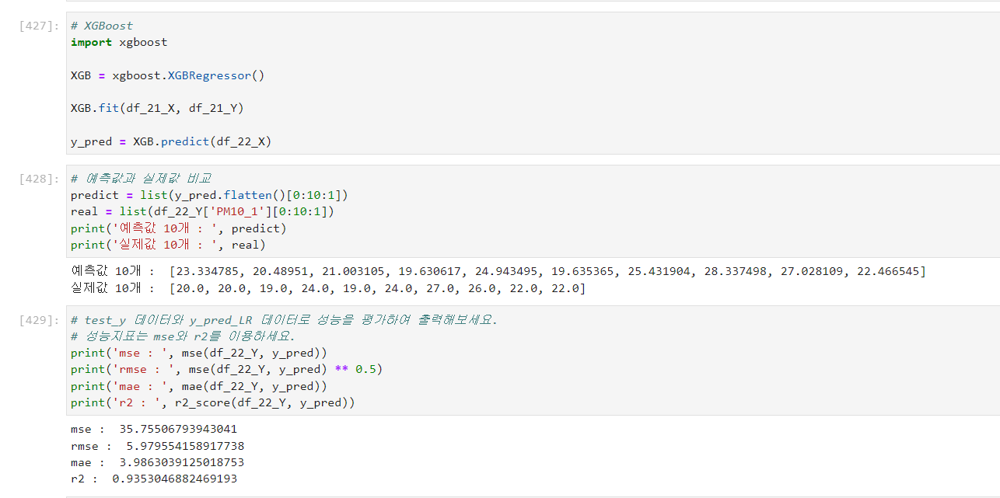 [427]: # XGBoost
import xgboost
XGB = xgboost.XGBRegressor()
XGB.fit(df_21_X, df_21_Y)
y_pred = XGB.predict(df_22_X)
[428]: # 예측값과 실제값 비교
predict = list(y_pred.flatten()[0:10:1])
real = list(df_22_Y['PM10_1'][0:10:1])
print('예측값 10개 : ', predict)
print('실제값 10개 : ', real)
예측값 10개 :  [23.334785, 20.48951, 21.003105, 19.630617, 24.943495, 19.635365, 25.431904, 28.337498, 27.028109, 22.466545]
실제값 10개 :  [20.0, 20.0, 19.0, 24.0, 19.0, 24.0, 27.0, 26.0, 22.0, 22.0]
[429]: # test_y 데이터와 y_pred_LR 데이터로 성능을 평가하여 출력해보세요.
# 성능지표는 mse와 r2를 이용하세요.
print('mse : ', mse(df_22_Y, y_pred))
print('rmse : ', mse(df_22_Y, y_pred) ** 0.5)
print('mae : ', mae(df_22_Y, y_pred))
print('r2 : ', r2_score(df_22_Y, y_pred))
mse :  35.75506793943041
rmse :  5.979554158917738
mae :  3.9863039125018753
r2 :  0.9353046882469193